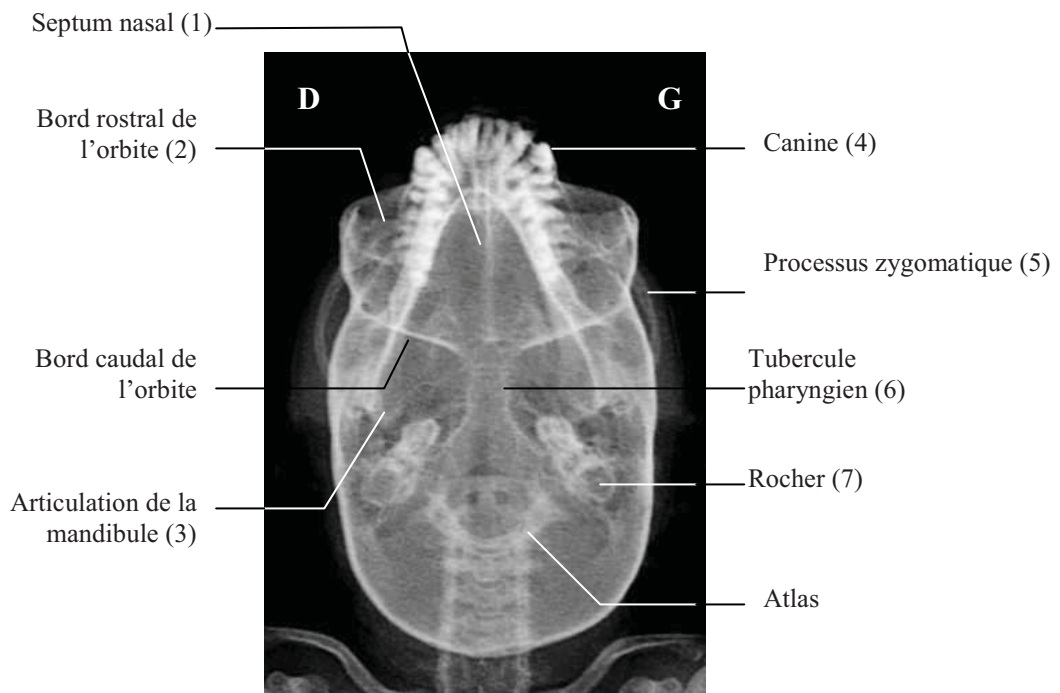 Septum nasal (1)
Bord rostral de
l’orbite (2)
Bord caudal de
l’orbite
Articulation de la
mandibule (3)
D
G
Canine (4)
Processus zygomatique (5)
Tubercule
pharyngien (6)
Rocher (7)
Atlas